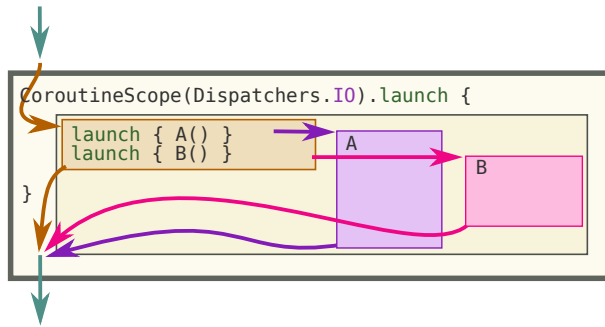 CoroutineScope(Dispatchers.IO).launch {
launch { A() }
launch { B() }
A
B
}